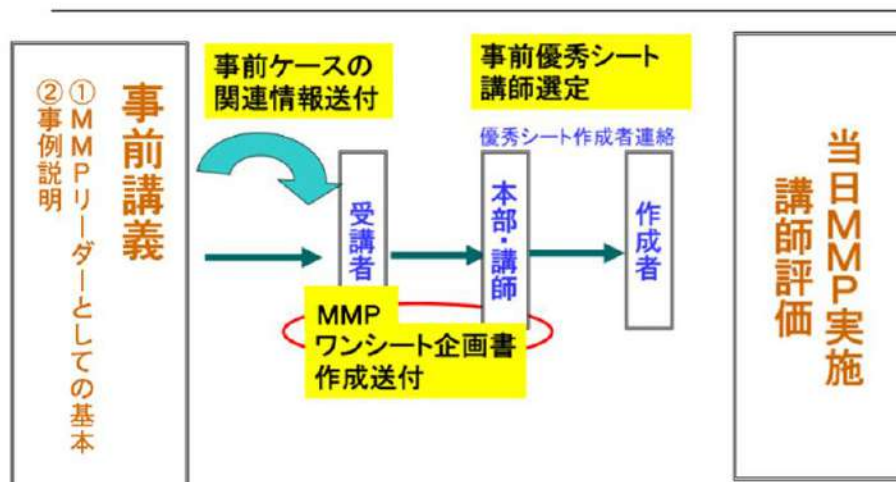 事前講義
①MMPリーダーとしての基本
②事例説明
事前ケースの
関連情報送付
受講者
MMP
ワンシート企画書
作成送付
事前優秀シート
講師選定
優秀シート作成者連絡
本部・講師
作成者
当日MMP実施
講師評価